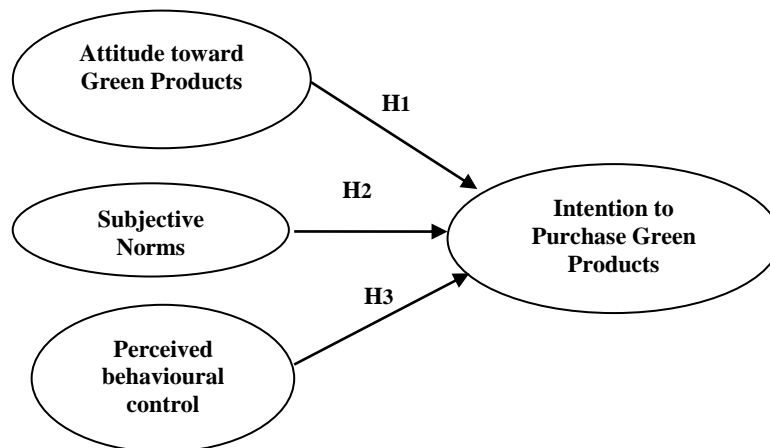 Attitude toward
Green Products
H1
H2
Subjective
Norms
Intention to
Purchase Green
Products
H3
Perceived
behavioural
control